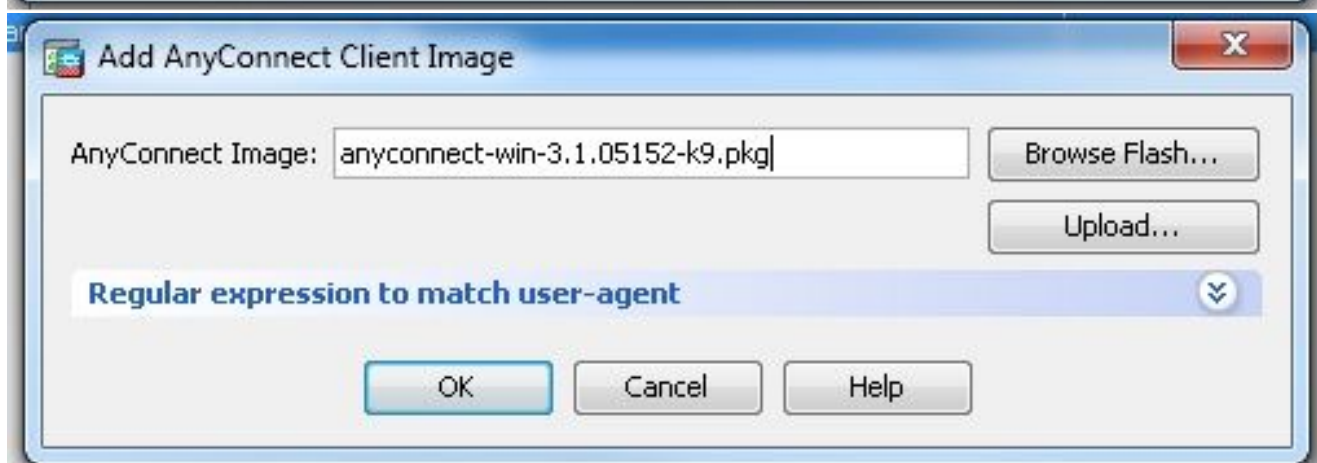 Add AnyConnect Client Image
AnyConnect Image: anyconnect-win-3.1.05152-k9.pkg Browse Flash...
Upload...
Regular expression to match user-agent
OK Cancel Help